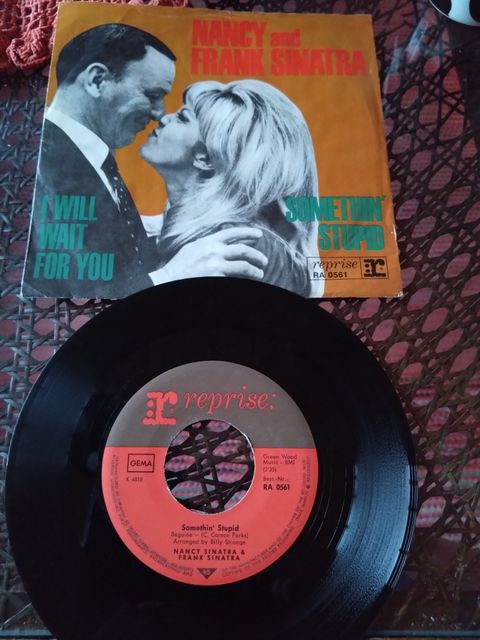 NANCY and
FRANK SINATRA
I WILL
WAIT
FOR YOU
SOMETHIN'
STUPID
reprise
RA 0561
r reprise:
GEMA
K 4818
Green Wood
Music - BMI
(2'35)
Best.-Nr.:
RA 0561
Somethin' Stupid
Beguine - (C. Carson Parks)
Arranged by Billy Strange
NANCY SINATRA &
FRANK SINATRA
45